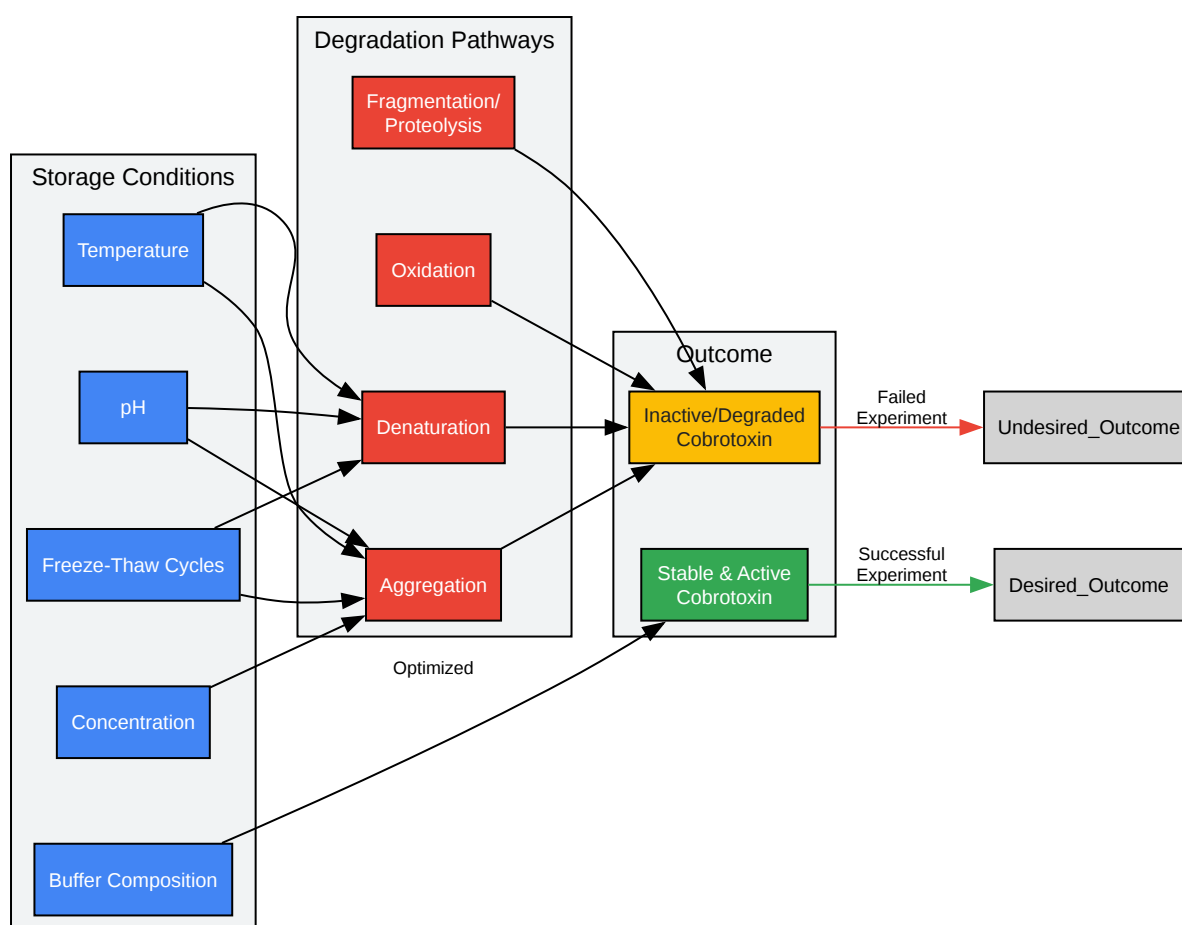 Degradation Pathways
Fragmentation/
Proteolysis
Storage Conditions
Temperature
Oxidation
Outcome
pH
Denaturation
Inactive/Degraded
Cobrotoxin
Failed
Experiment
Undesired_Outcome
Freeze-Thaw Cycles
Aggregation
Stable & Active
Cobrotoxin
Successful
Experiment
Desired_Outcome
Optimized
Concentration
Buffer Composition